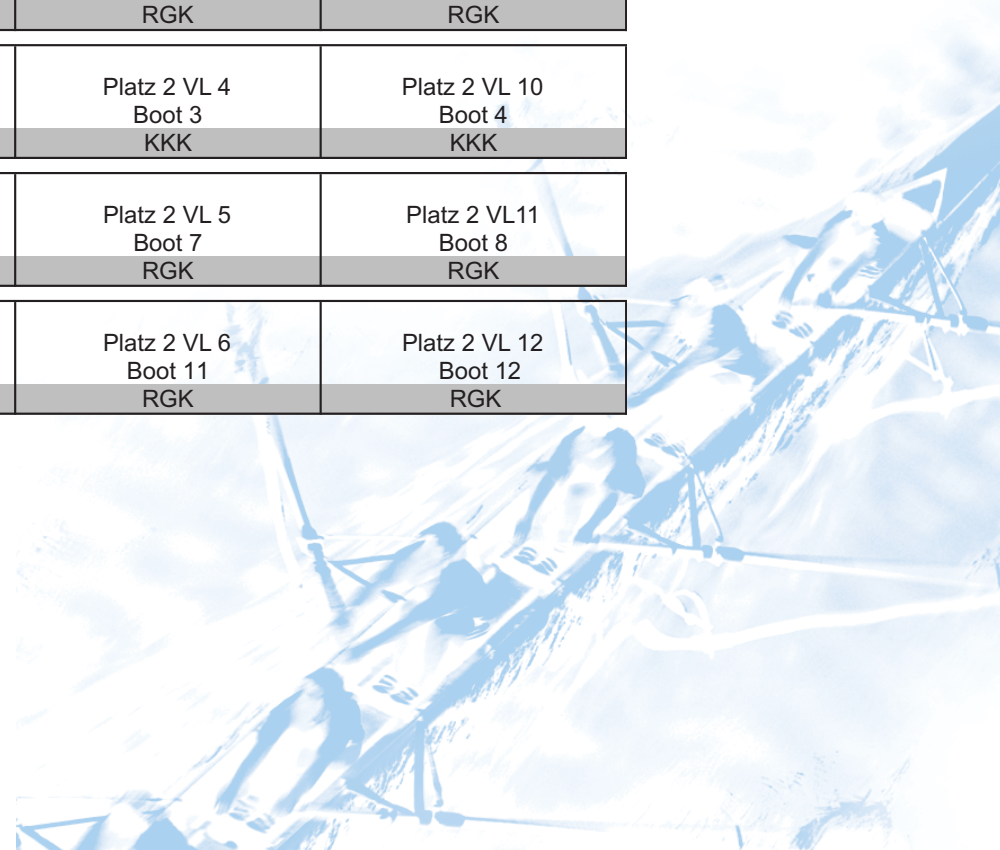 RGK RGK
Platz 2 VL 4 Platz 2 VL 10
Boot 3 Boot 4
KKK KKK
Platz 2 VL 5 Platz 2 VL11
Boot 7 Boot 8
RGK RGK
Platz 2 VL 6 Platz 2 VL 12
Boot 11 Boot 12
RGK RGK